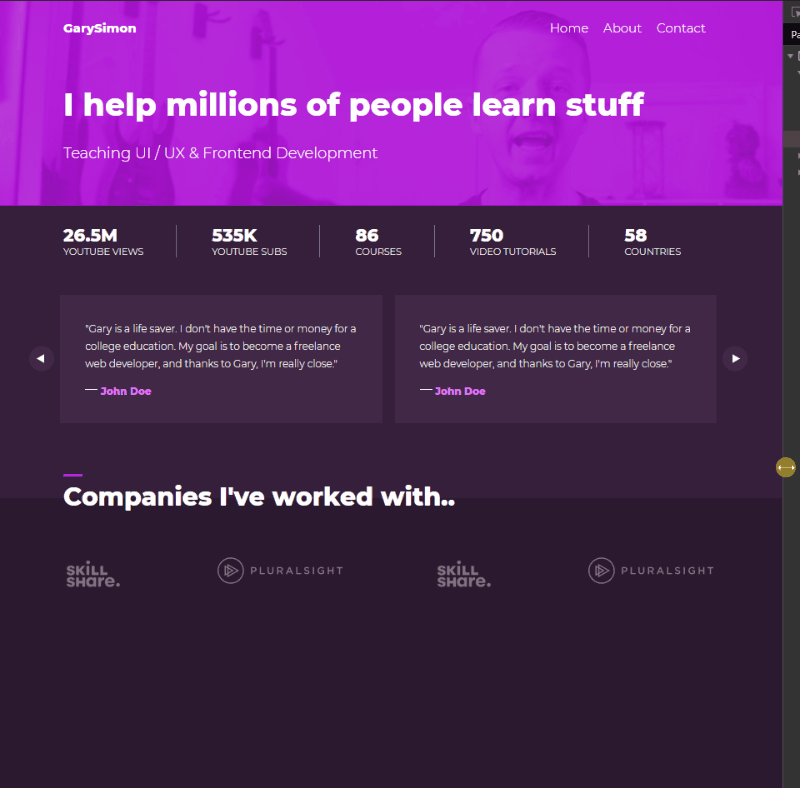 GarySimon
Home About Contact
Pa
I help millions of people learn stuff
Teaching UI / UX & Frontend Development
26.5M 535K 86 750 58
YOUTUBE VIEWS YOUTUBE SUBS COURSES VIDEO TUTORIALS COUNTRIES
"Gary is a life saver. I don't have the time or money for a
college education. My goal is to become a freelance
web developer, and thanks to Gary, I'm really close."
— John Doe
"Gary is a life saver. I don't have the time or money for a
college education. My goal is to become a freelance
web developer, and thanks to Gary, I'm really close."
— John Doe
Companies I've worked with..
SKILL
SHare.
PLURALSIGHT
SKILL
SHare.
PLURALSIGHT